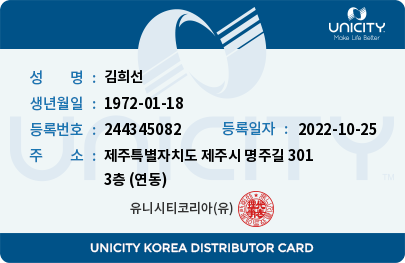 UNICITY
Make Life Better
성 명 : 김희선
생년월일 : 1972-01-18
등록번호 : 244345082 등록일자 : 2022-10-25
주 소 : 제주특별자치도 제주시 명주길 301
3층 (연동)
유니시티코리아(유)
UNICITY
TM
UNICITY KOREA DISTRIBUTOR CARD